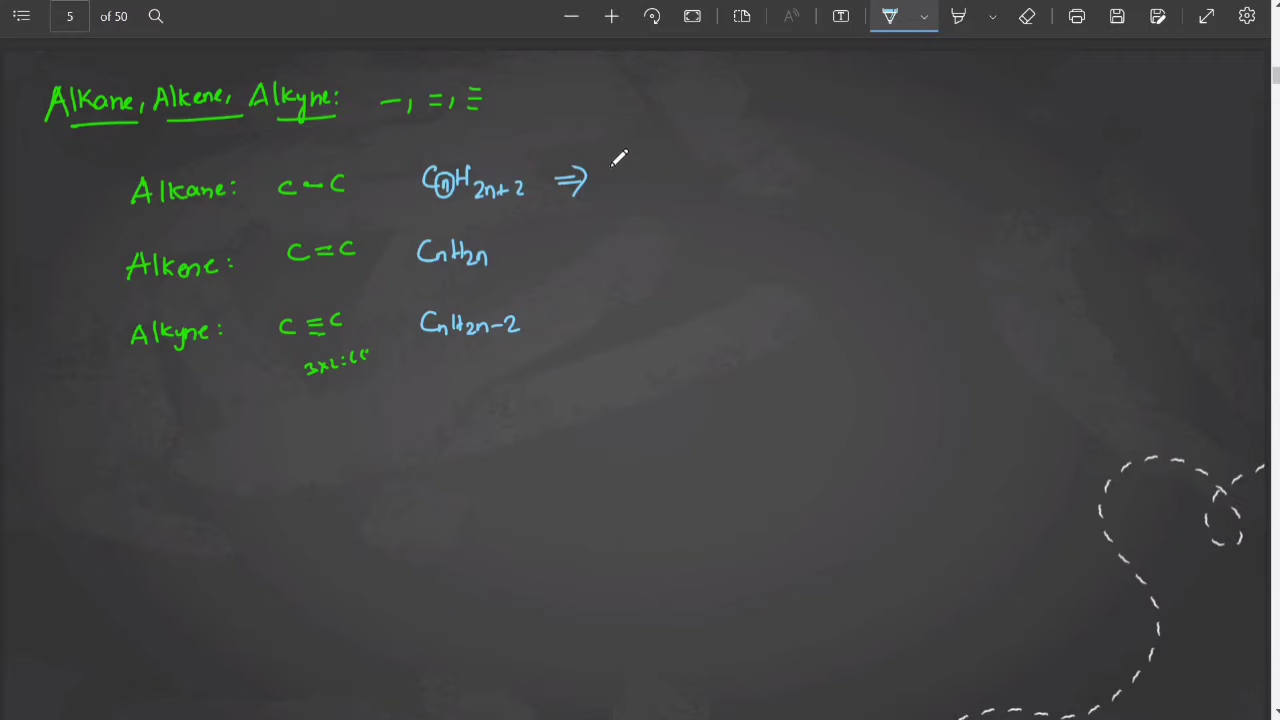 5 of 50
Alkane, Alkene, Alkyne: -, =, ≡
Alkane: C-C CnH2n+2 ⇒
Alkene: C=C CnH2n
Alkyne: C≡C CnH2n-2